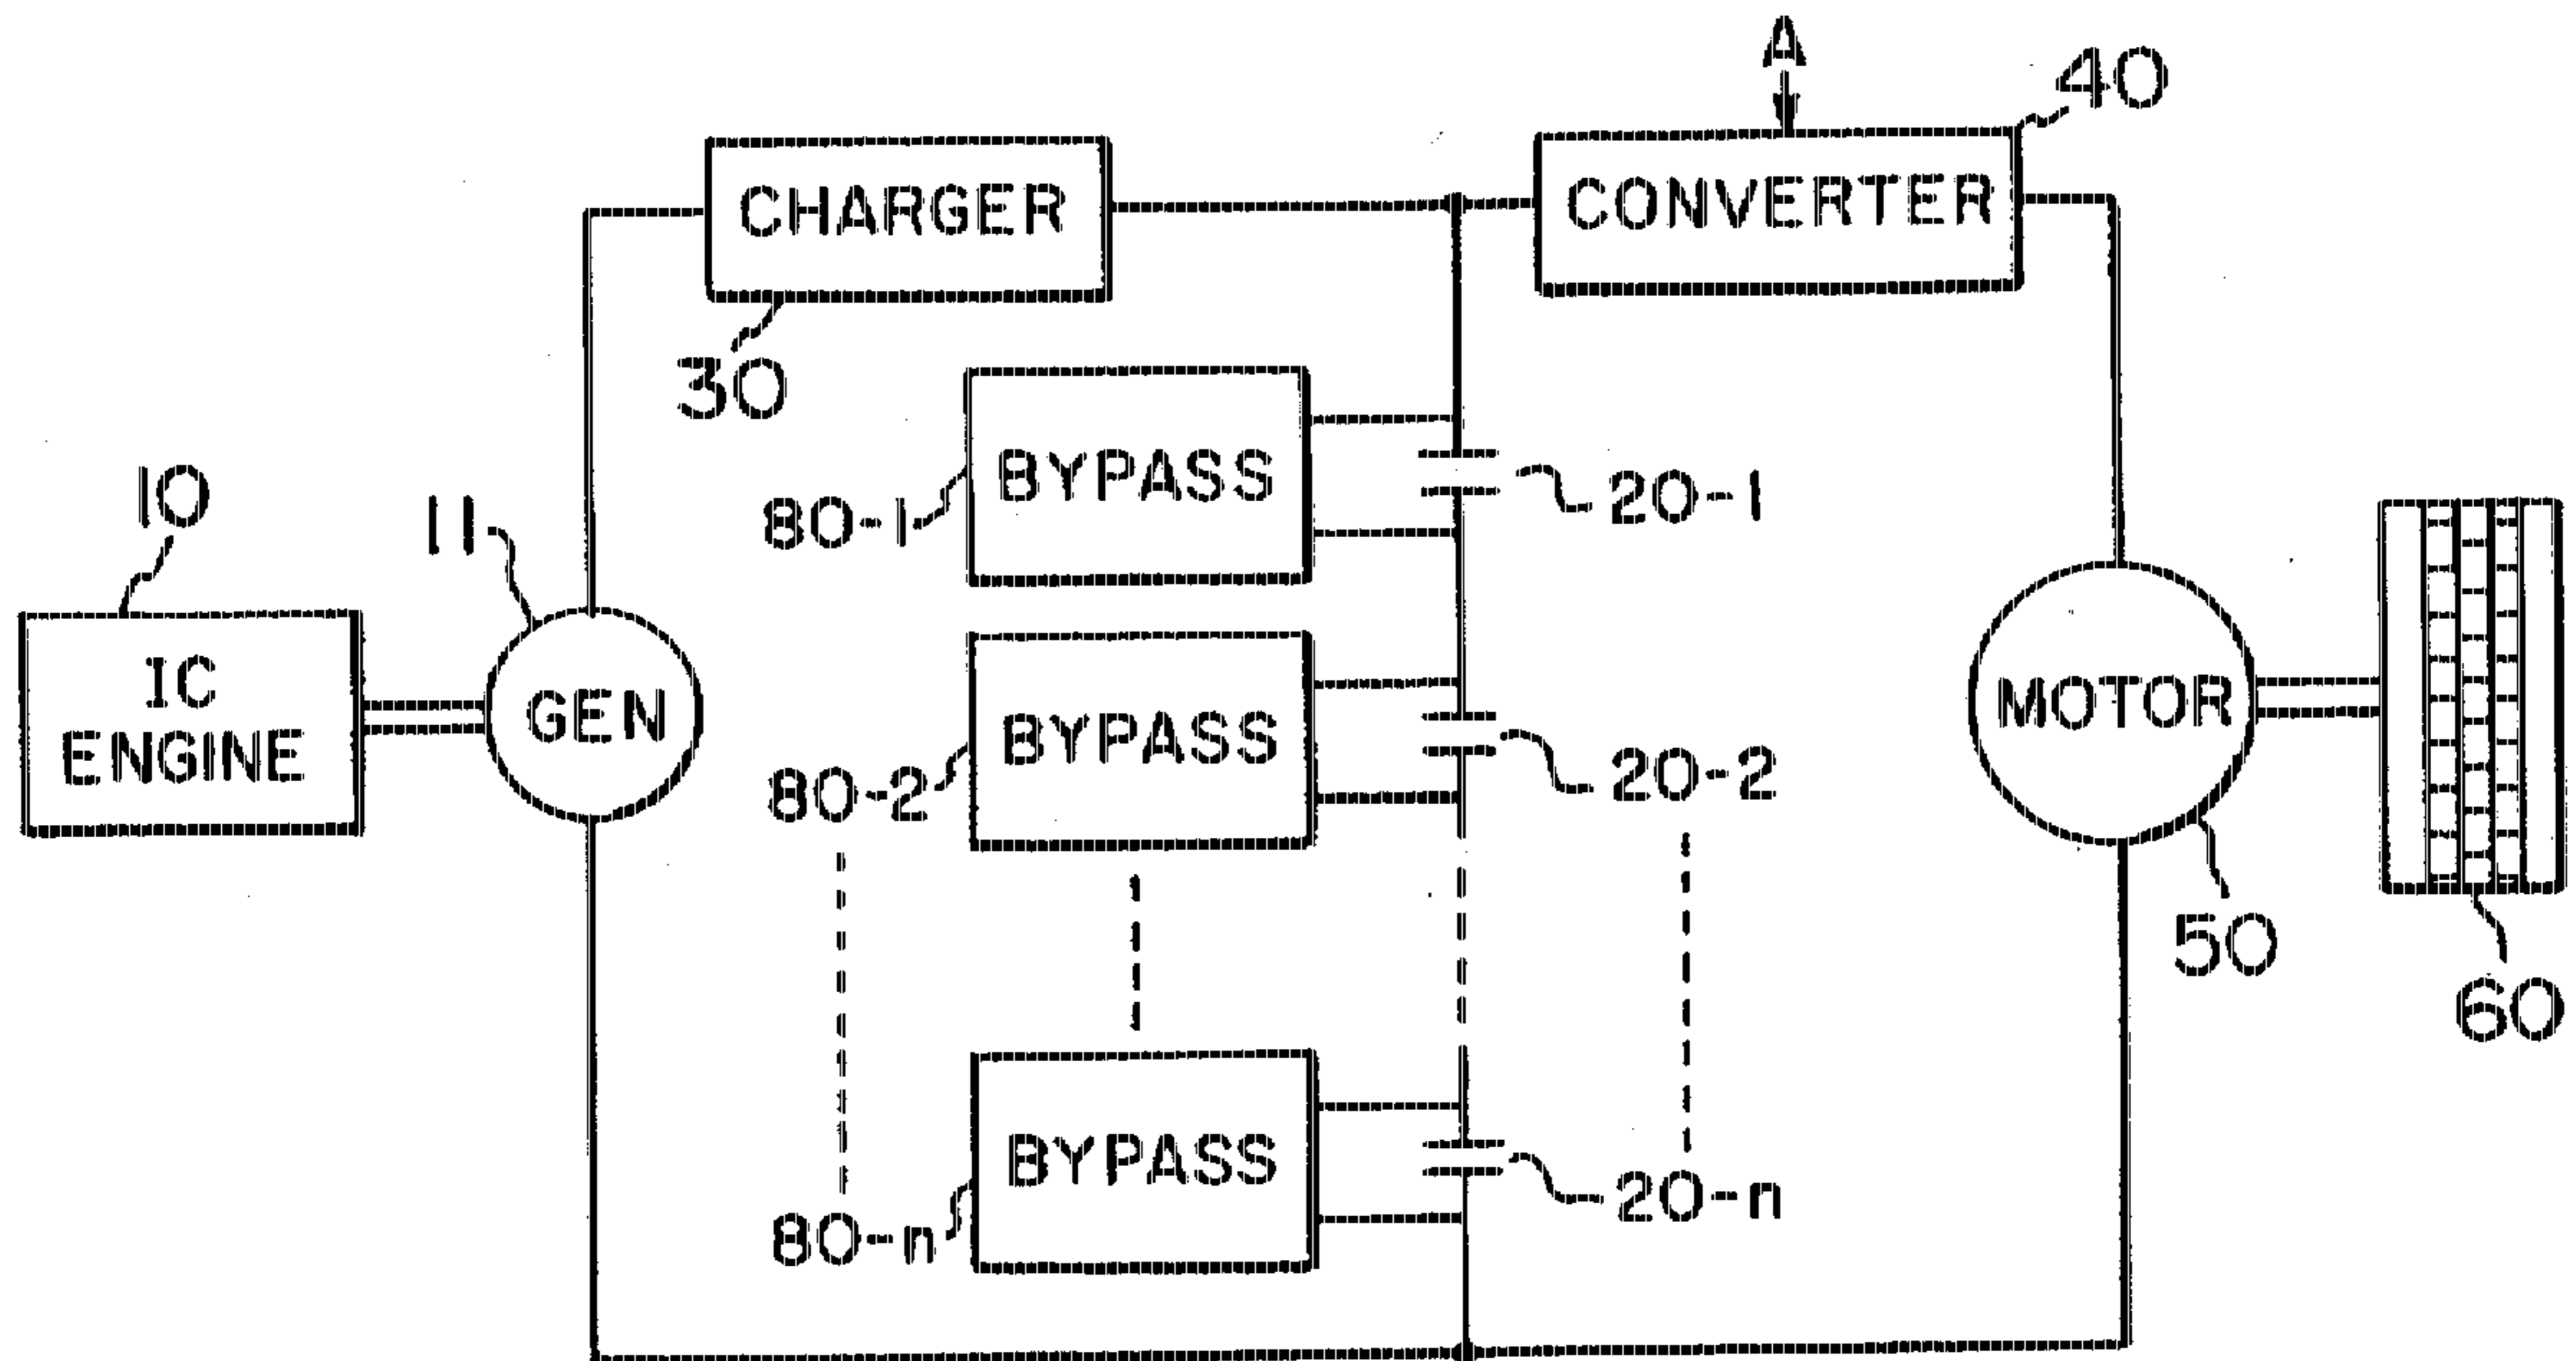 A
40
CHARGER
CONVERTER
30
10
11
BYPASS
80-1
20-1
IC
ENGINE
GEN
BYPASS
80-2
20-2
MOTOR
50
60
BYPASS
80-n
20-n